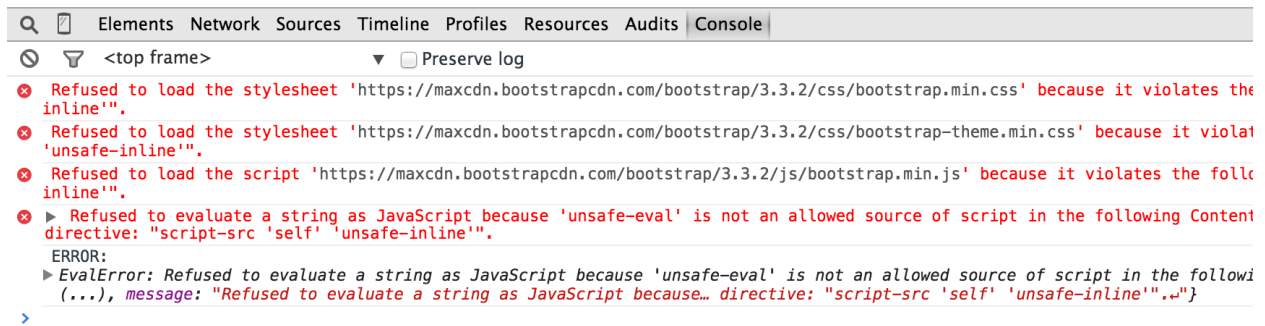 Elements Network Sources Timeline Profiles Resources Audits Console
<top frame> ▼ Preserve log
Refused to load the stylesheet 'https://maxcdn.bootstrapcdn.com/bootstrap/3.3.2/css/bootstrap.min.css' because it violates the
inline'".
Refused to load the stylesheet 'https://maxcdn.bootstrapcdn.com/bootstrap/3.3.2/css/bootstrap-theme.min.css' because it violat
'unsafe-inline'".
Refused to load the script 'https://maxcdn.bootstrapcdn.com/bootstrap/3.3.2/js/bootstrap.min.js' because it violates the follo
inline'".
▶ Refused to evaluate a string as JavaScript because 'unsafe-eval' is not an allowed source of script in the following Content
directive: "script-src 'self' 'unsafe-inline'".
ERROR:
▶ EvalError: Refused to evaluate a string as JavaScript because 'unsafe-eval' is not an allowed source of script in the followi
(...), message: "Refused to evaluate a string as JavaScript because… directive: "script-src 'self' 'unsafe-inline'".↵"}
>